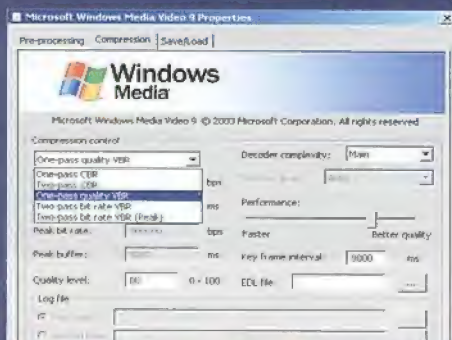 Microsoft Windows Media Video 9 Properties
Pre-processing Compression Save/Load
Windows
Media
Microsoft Windows Media Video 9 © 2003 Microsoft Corporation. All rights reserved
Compression control
One-pass quality VBR
Decoder complexity: Main
One-pass CBR
Two-pass CBR
bps
One-pass quality VBR
Two-pass bit rate VBR
ms
Performance:
Two-pass bit rate VBR (Peak)
Peak bit rate: bps
Faster Better quality
Peak buffer: ms
Key frame interval: 9000 ms
Quality level: 0 - 100
EDL file: ...
Log file